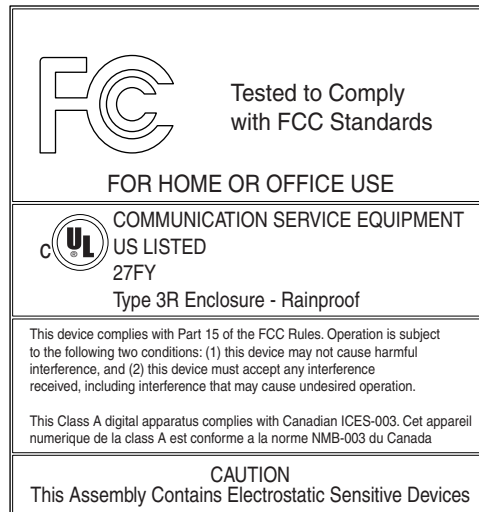 FCC
Tested to Comply
with FCC Standards
FOR HOME OR OFFICE USE
COMMUNICATION SERVICE EQUIPMENT
C UL ® US LISTED
27FY
Type 3R Enclosure - Rainproof
This device complies with Part 15 of the FCC Rules. Operation is subject
to the following two conditions: (1) this device may not cause harmful
interference, and (2) this device must accept any interference
received, including interference that may cause undesired operation.
This Class A digital apparatus complies with Canadian ICES-003. Cet appareil
numerique de la class A est conforme a la norme NMB-003 du Canada
CAUTION
This Assembly Contains Electrostatic Sensitive Devices